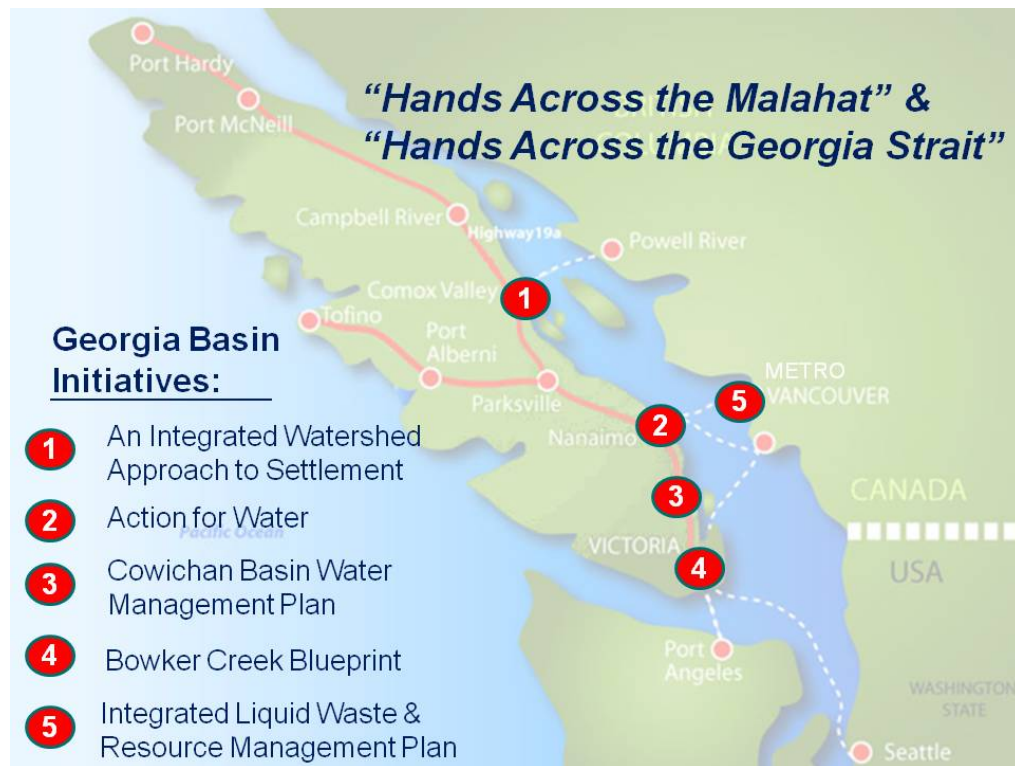 “Hands Across the Malahat” &
“Hands Across the Georgia Strait”
BRITISH
COLUMBIA
Port Hardy
Port McNeill
Campbell River
Highway19a
Powell River
Comox Valley
1
Tofino
Port
Alberni
Parksville
Nanaimo
2
METRO
VANCOUVER
5
3
CANADA
USA
VICTORIA
4
Port
Angeles
WASHINGTON
STATE
Seattle
Pacific Ocean
Georgia Basin
Initiatives:
1
An Integrated Watershed
Approach to Settlement
2
Action for Water
3
Cowichan Basin Water
Management Plan
4
Bowker Creek Blueprint
5
Integrated Liquid Waste &
Resource Management Plan